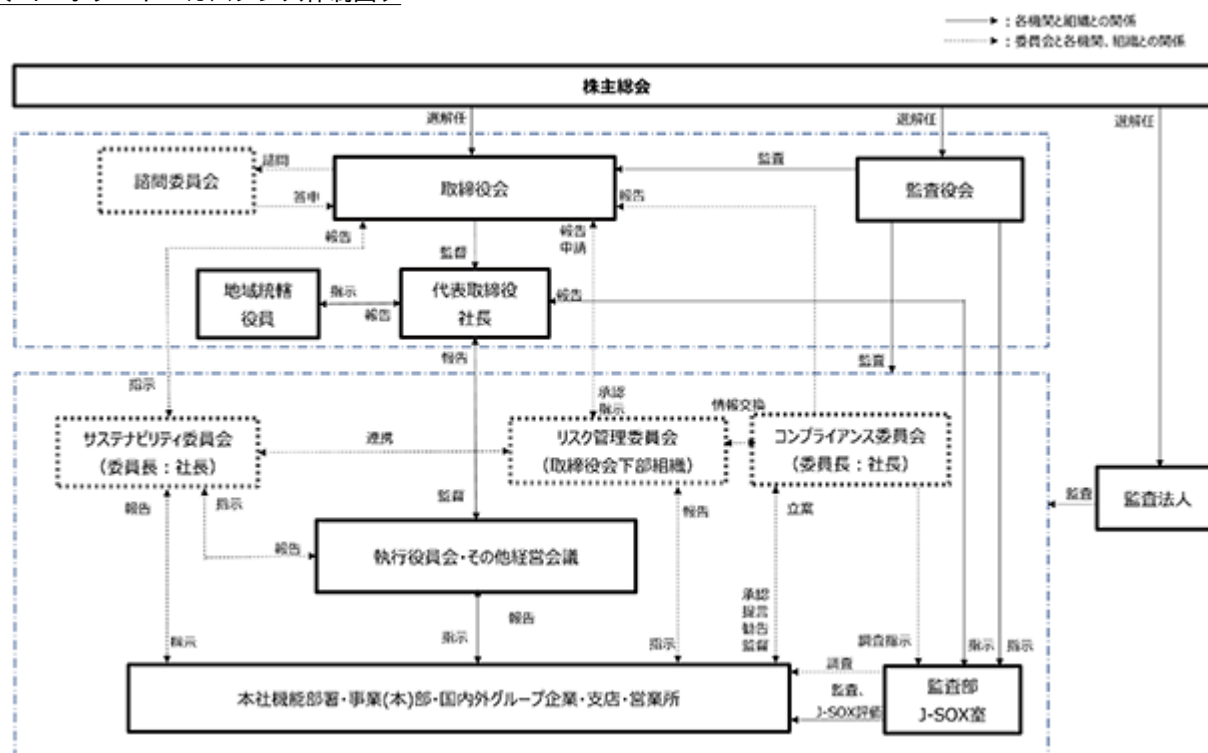 ：各機関と組織との関係
：委員会と各機関、組織との関係
株主総会
選解任
選解任
選解任
諮問委員会
諮問
答申
取締役会
監査
報告
監査役会
報告
監督
報告
申請
地域統轄
役員
指示
報告
代表取締役
社長
報告
報告
監査
指示
承認
指示
情報交換
サステナビリティ委員会
（委員長：社長）
連携
リスク管理委員会
（取締役会下部組織）
コンプライアンス委員会
（委員長：社長）
監査
監査法人
報告
指示
監督
報告
立案
報告
執行役員会・その他経営会議
承認
提言
勧告
監督
報告
指示
指示
指示
調査指示
指示
指示
本社機能部署・事業(本)部・国内外グループ企業・支店・営業所
調査
監査、
J-SOX評価
監査部
J-SOX室